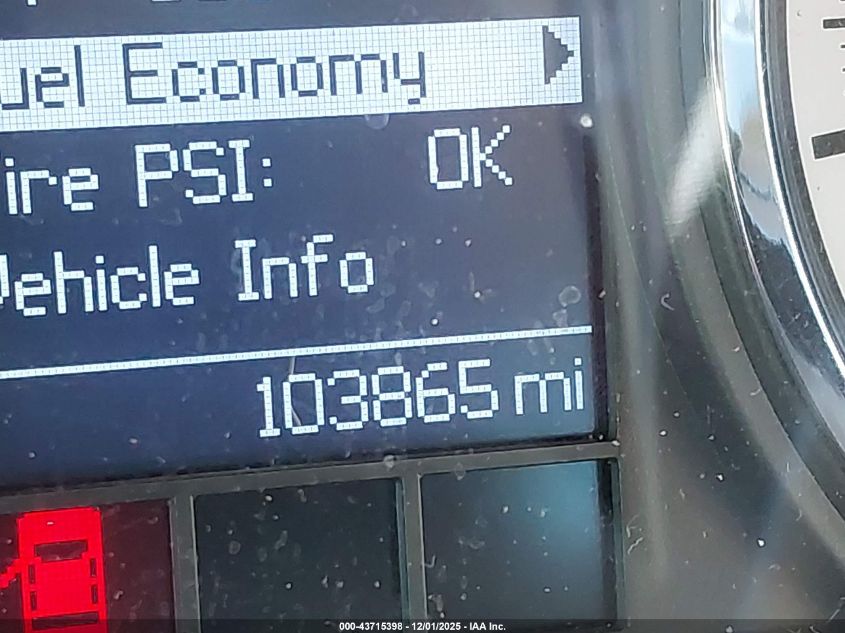 uel Economy
ire PSI: OK
Vehicle Info
103865 mi
000-43715398 - 12/01/2025 - IAA Inc.